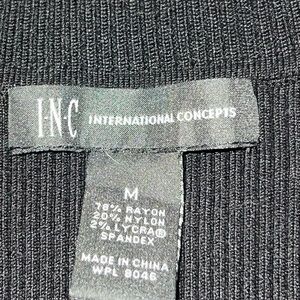 I·N·C INTERNATIONAL CONCEPTS
M
78% RAYON
20% NYLON
2% LYCRA®
SPANDEX
MADE IN CHINA
WPL 8046